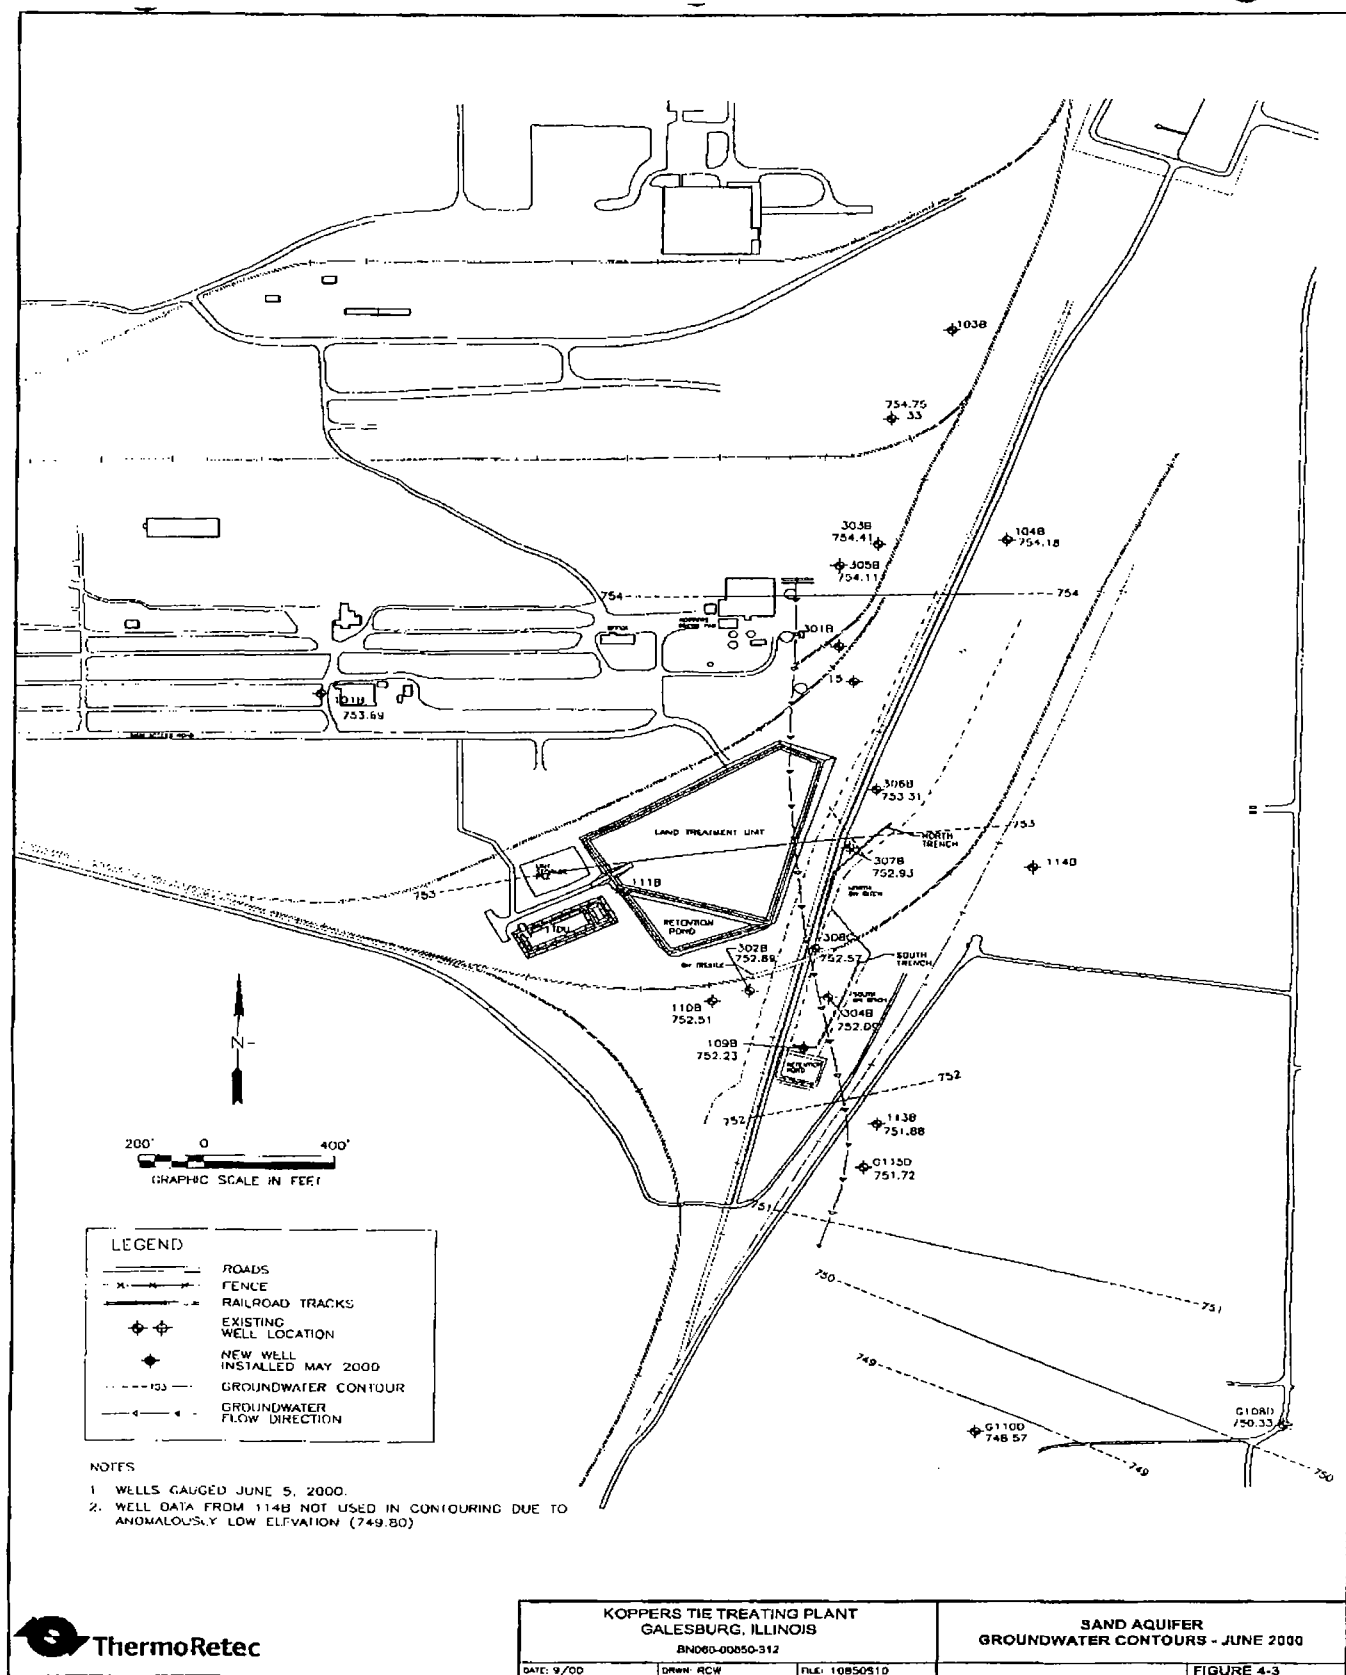 103B
754.75
33
303B
754.41
305B
754.11
104B
754.18
754
754
301B
15
OFFICE
101B
753.69
306B
753.31
LAND TREATMENT UNIT
753
NORTH
TRENCH
307B
752.93
114B
753
111B
RETENTION
POND
302B
752.89
308C
752.57
SOUTH
TRENCH
110B
752.51
304B
752.09
109B
752.23
RETENTION
POND
752
752
113B
751.88
G115D
751.72
751
751
750
750
749
749
G110D
748.57
G108D
750.33
N
200' 0 400'
GRAPHIC SCALE IN FEET
LEGEND
ROADS
FENCE
RAILROAD TRACKS
EXISTING
WELL LOCATION
NEW WELL
INSTALLED MAY 2000
153 GROUNDWATER CONTOUR
GROUNDWATER
FLOW DIRECTION
NOTES
1 WELLS GAUGED JUNE 5, 2000.
2. WELL DATA FROM 114B NOT USED IN CONTOURING DUE TO
ANOMALOUSLY LOW ELEVATION (749.80)
ThermoRetec
KOPPERS TIE TREATING PLANT
GALESBURG, ILLINOIS
BN060-00850-312
SAND AQUIFER
GROUNDWATER CONTOURS - JUNE 2000
DATE: 9/00 DRWN: RCW FILE: 10850S10
FIGURE 4-3